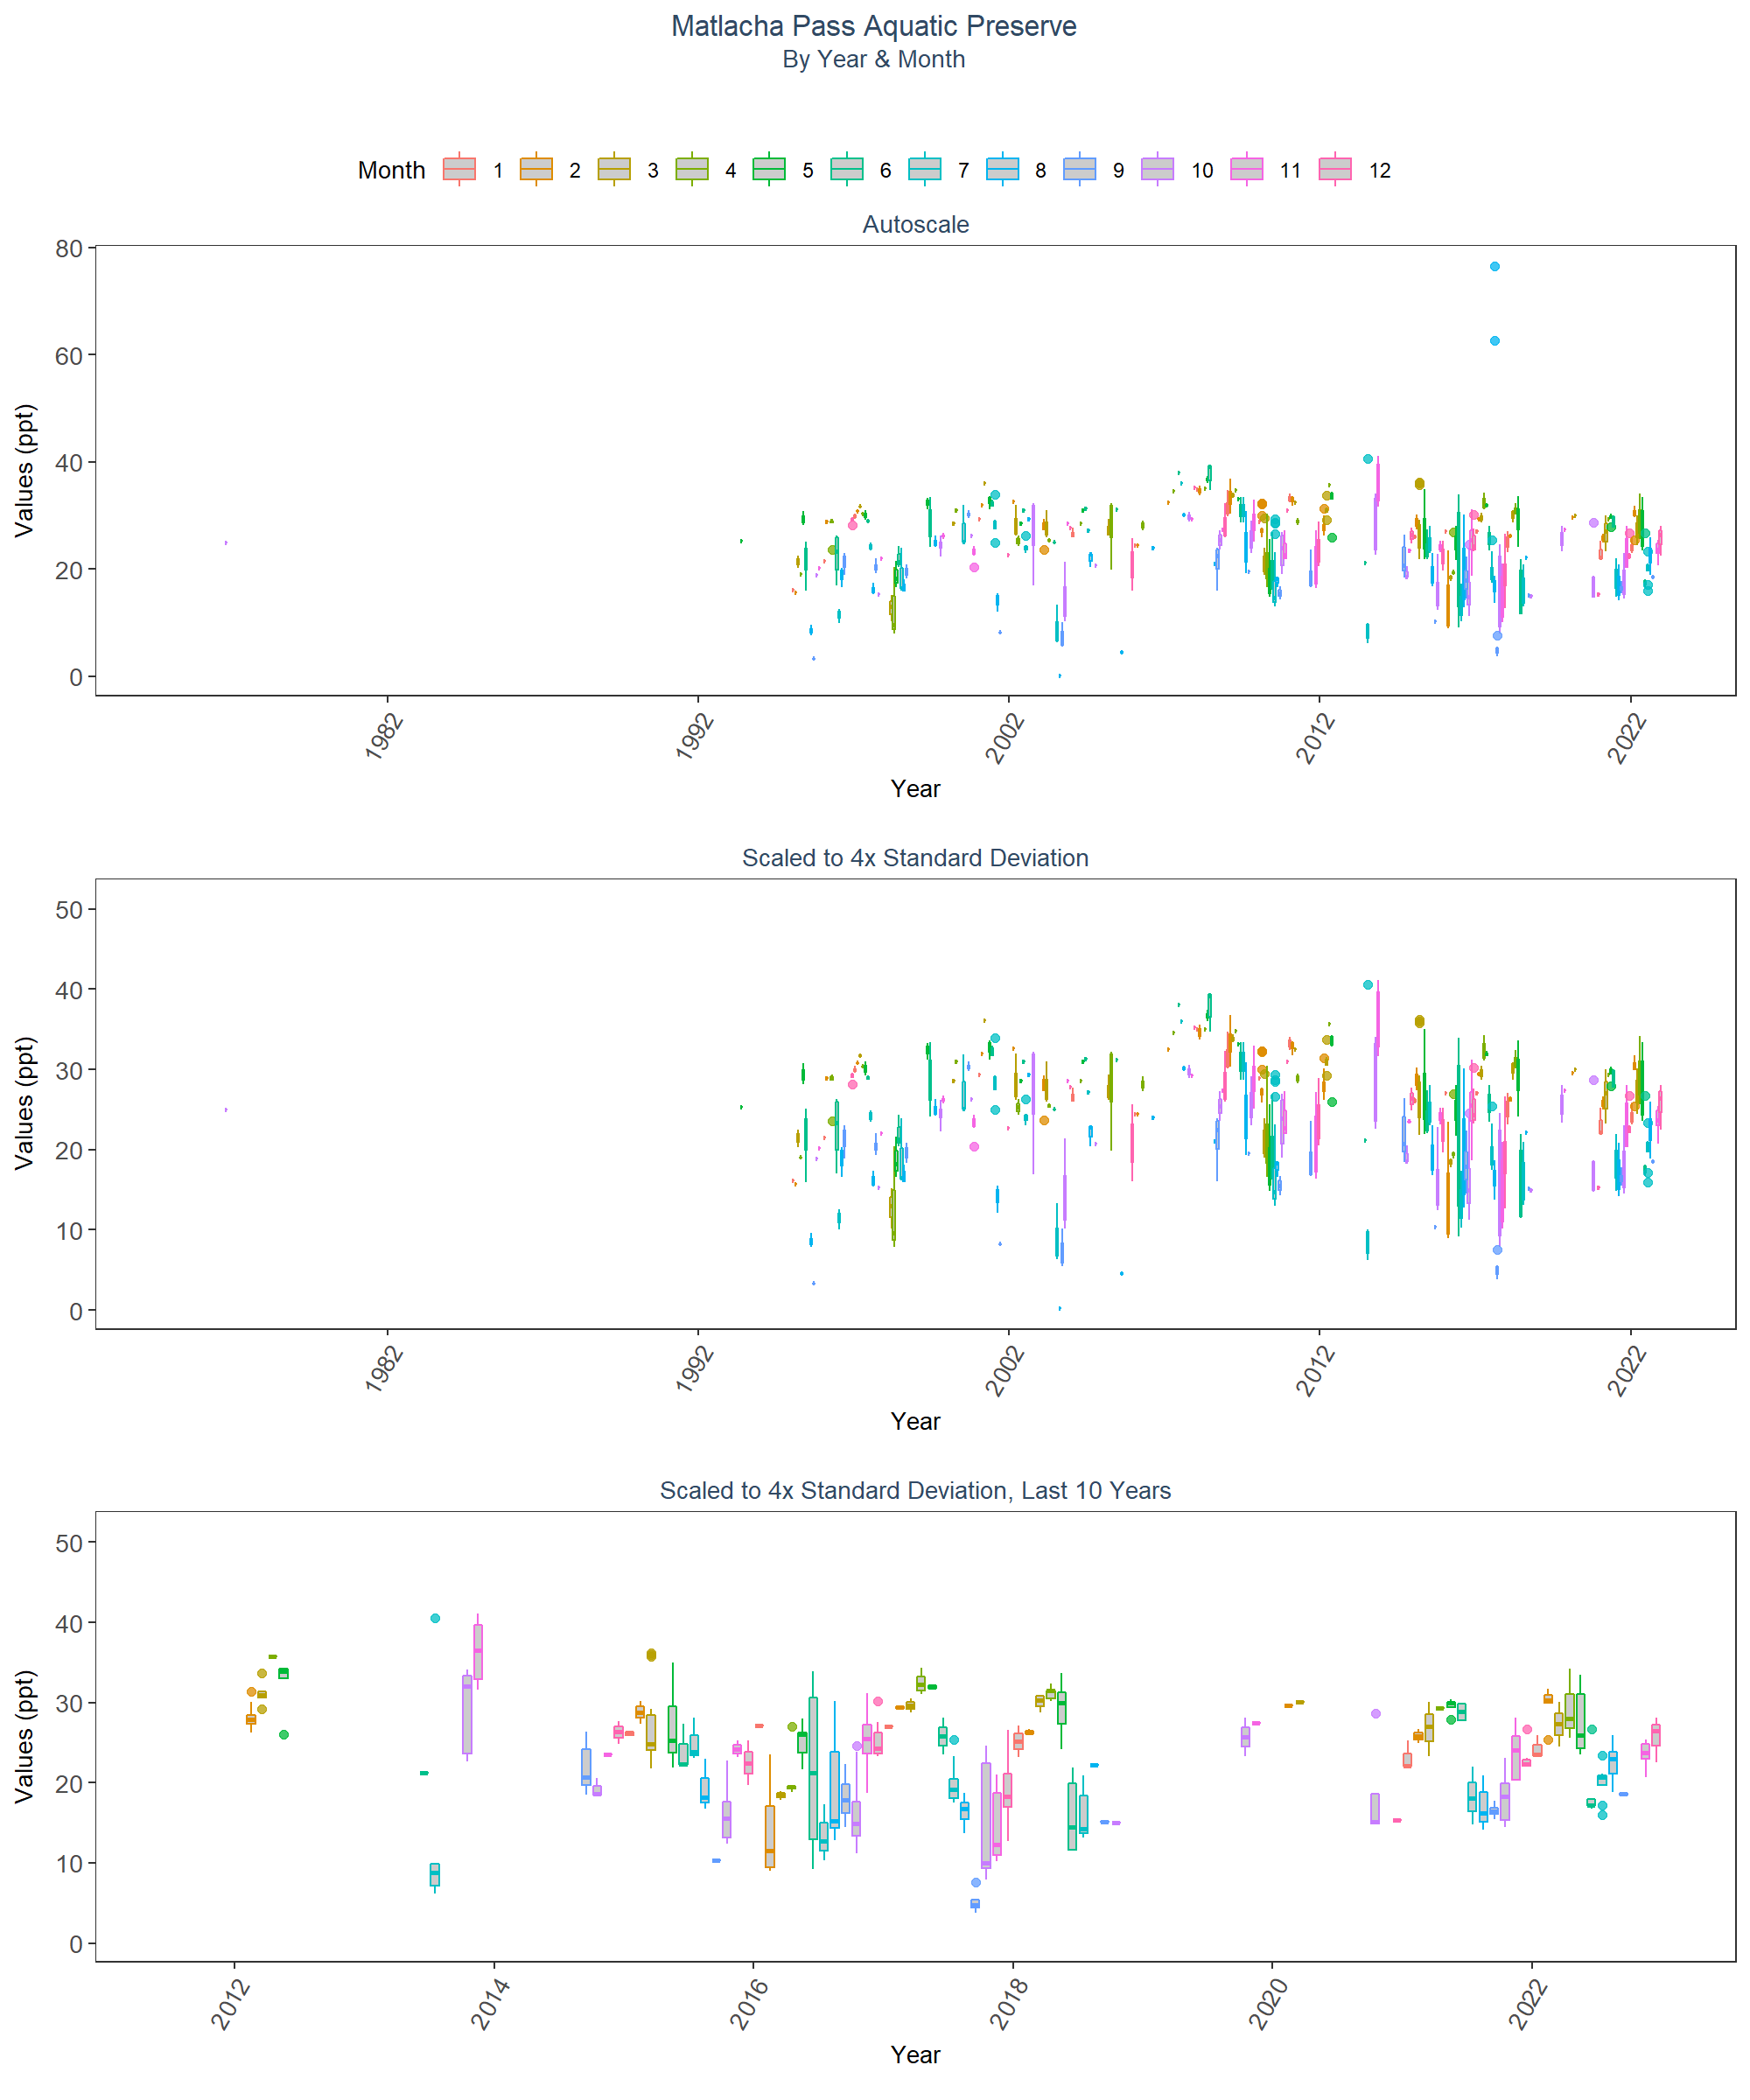 Matlacha Pass Aquatic Preserve
By Year & Month
Month 1 2 3 4 5 6 7 8 9 10 11 12
Autoscale
80
60
40
20
0
Values (ppt)
1982 1992 2002 2012 2022
Year
Scaled to 4x Standard Deviation
50
40
30
20
10
0
Values (ppt)
1982 1992 2002 2012 2022
Year
Scaled to 4x Standard Deviation, Last 10 Years
50
40
30
20
10
0
Values (ppt)
2012 2014 2016 2018 2020 2022
Year